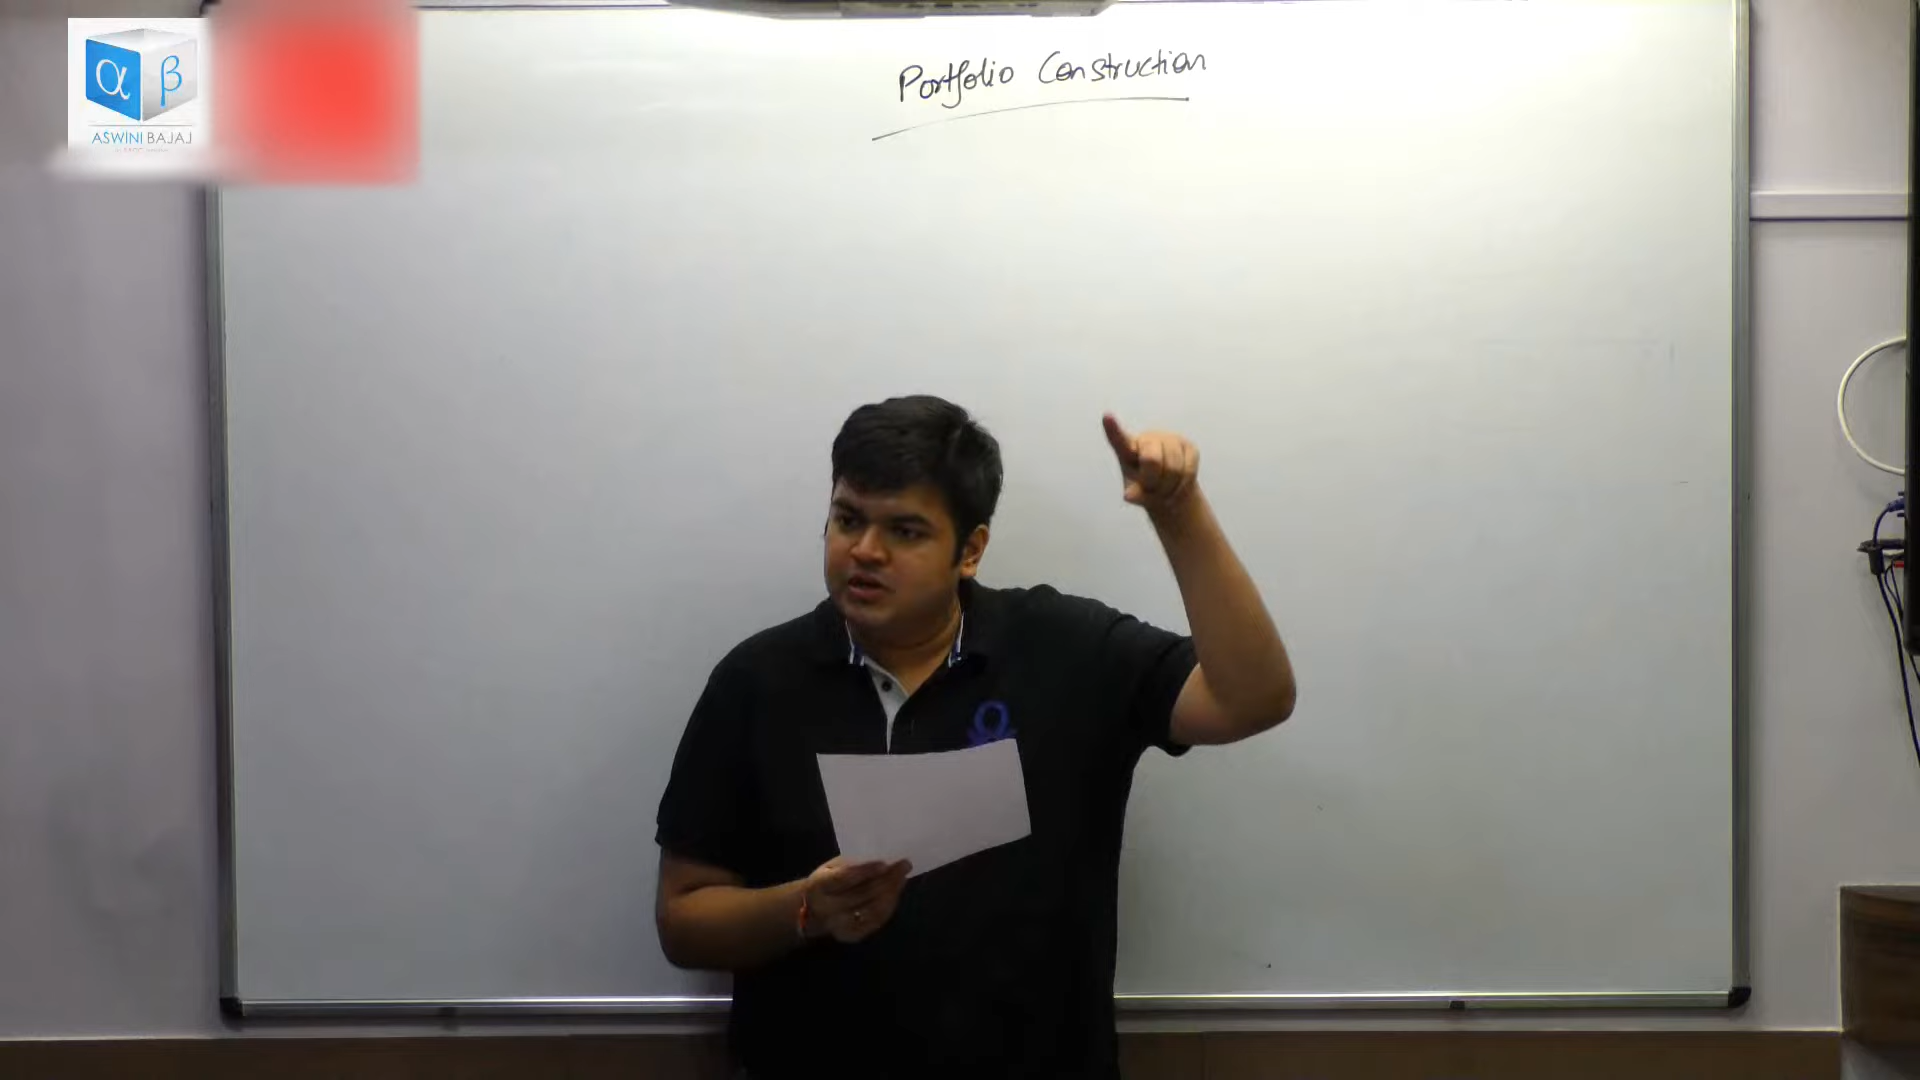 α β
ASWINI BAJAJ
Portfolio Construction